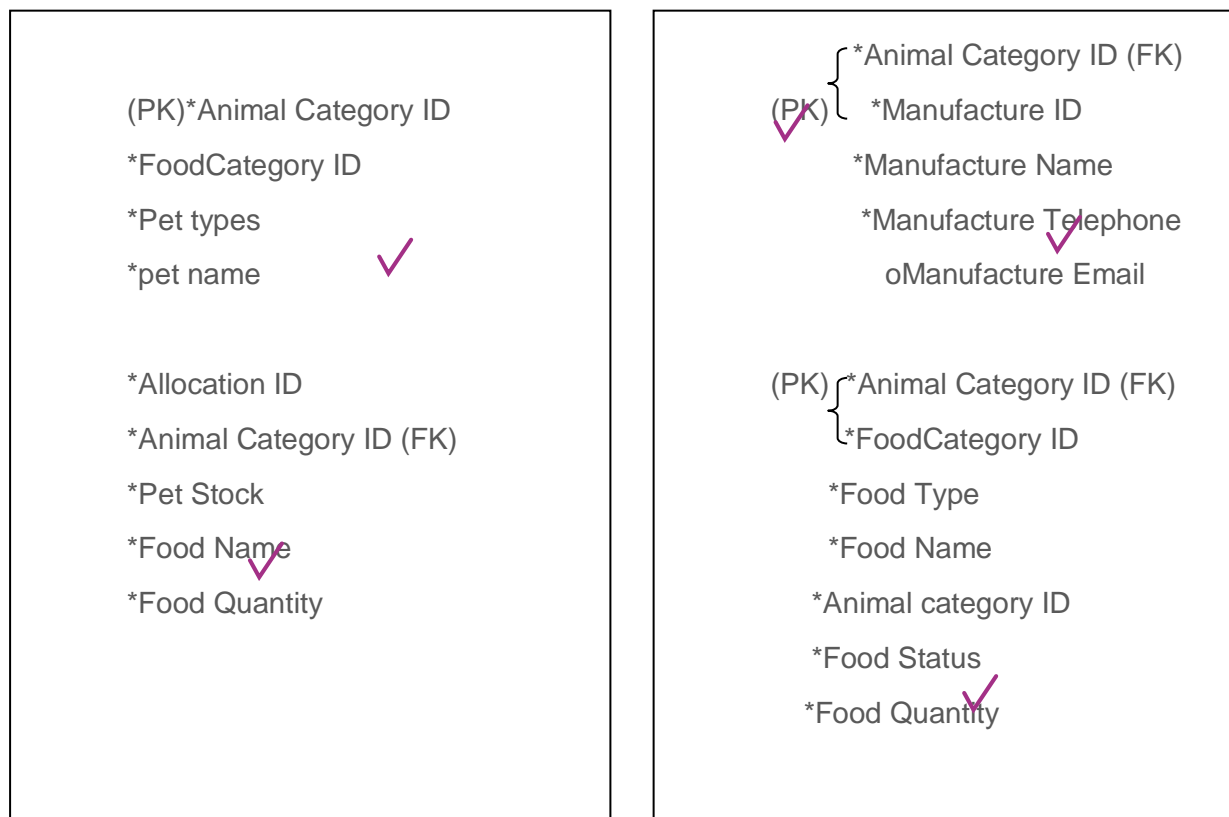 (PK)*Animal Category ID
*FoodCategory ID
*Pet types
*pet name
*Allocation ID
*Animal Category ID (FK)
*Pet Stock
*Food Name
*Food Quantity
*Animal Category ID (FK)
(PK) *Manufacture ID
*Manufacture Name
*Manufacture Telephone
oManufacture Email
(PK) *Animal Category ID (FK)
*FoodCategory ID
*Food Type
*Food Name
*Animal category ID
*Food Status
*Food Quantity